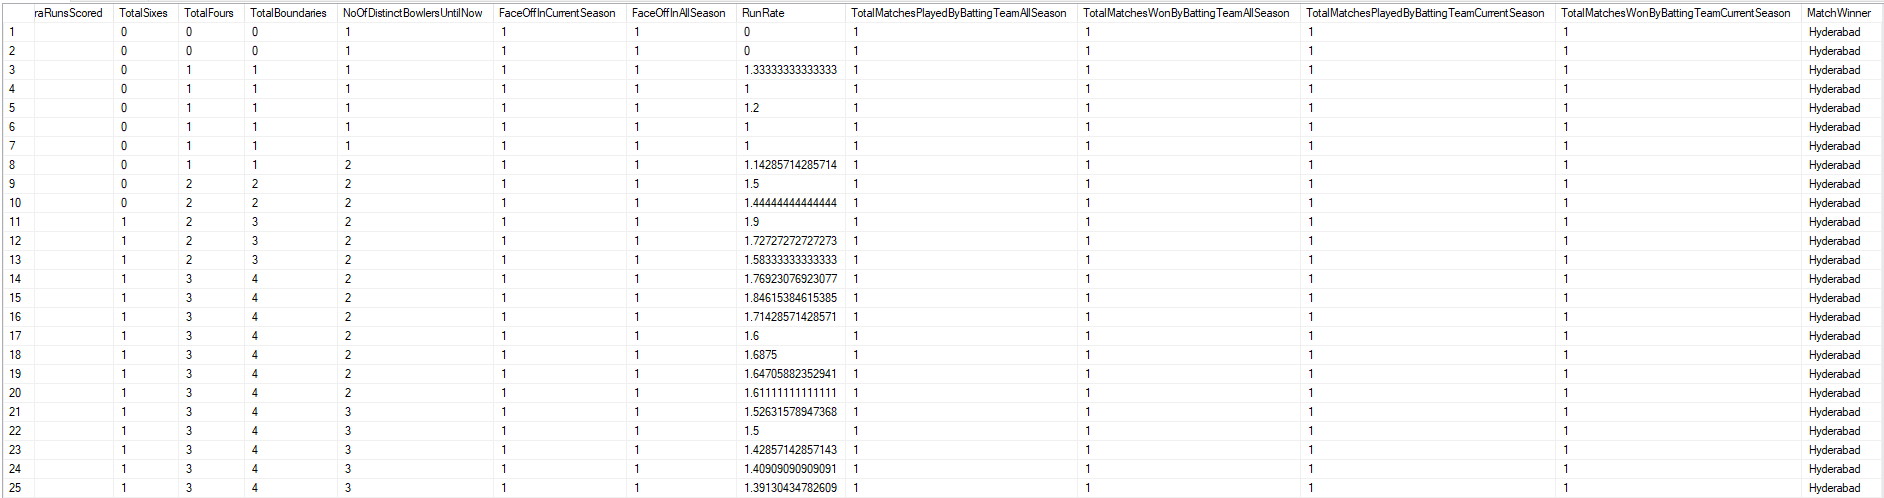 raRunsScored TotalSixes TotalFours TotalBoundaries NoOfDistinctBowlersUntilNow FaceOffInCurrentSeason FaceOffInAllSeason RunRate TotalMatchesPlayedByBattingTeamAllSeason TotalMatchesWonByBattingTeamAllSeason TotalMatchesPlayedByBattingTeamCurrentSeason TotalMatchesWonByBattingTeamCurrentSeason MatchWinner
1 0 0 0 1 1 1 0 1 1 1 1 Hyderabad
2 0 0 0 1 1 1 0 1 1 1 1 Hyderabad
3 0 1 1 1 1 1 1.33333333333333 1 1 1 1 Hyderabad
4 0 1 1 1 1 1 1 1 1 1 1 Hyderabad
5 0 1 1 1 1 1 1.2 1 1 1 1 Hyderabad
6 0 1 1 1 1 1 1 1 1 1 1 Hyderabad
7 0 1 1 1 1 1 1 1 1 1 1 Hyderabad
8 0 1 1 2 1 1 1.14285714285714 1 1 1 1 Hyderabad
9 0 2 2 2 1 1 1.5 1 1 1 1 Hyderabad
10 0 2 2 2 1 1 1.44444444444444 1 1 1 1 Hyderabad
11 1 2 3 2 1 1 1.9 1 1 1 1 Hyderabad
12 1 2 3 2 1 1 1.72727272727273 1 1 1 1 Hyderabad
13 1 2 3 2 1 1 1.58333333333333 1 1 1 1 Hyderabad
14 1 3 4 2 1 1 1.76923076923077 1 1 1 1 Hyderabad
15 1 3 4 2 1 1 1.84615384615385 1 1 1 1 Hyderabad
16 1 3 4 2 1 1 1.71428571428571 1 1 1 1 Hyderabad
17 1 3 4 2 1 1 1.6 1 1 1 1 Hyderabad
18 1 3 4 2 1 1 1.6875 1 1 1 1 Hyderabad
19 1 3 4 2 1 1 1.64705882352941 1 1 1 1 Hyderabad
20 1 3 4 2 1 1 1.61111111111111 1 1 1 1 Hyderabad
21 1 3 4 3 1 1 1.52631578947368 1 1 1 1 Hyderabad
22 1 3 4 3 1 1 1.5 1 1 1 1 Hyderabad
23 1 3 4 3 1 1 1.42857142857143 1 1 1 1 Hyderabad
24 1 3 4 3 1 1 1.40909090909091 1 1 1 1 Hyderabad
25 1 3 4 3 1 1 1.39130434782609 1 1 1 1 Hyderabad